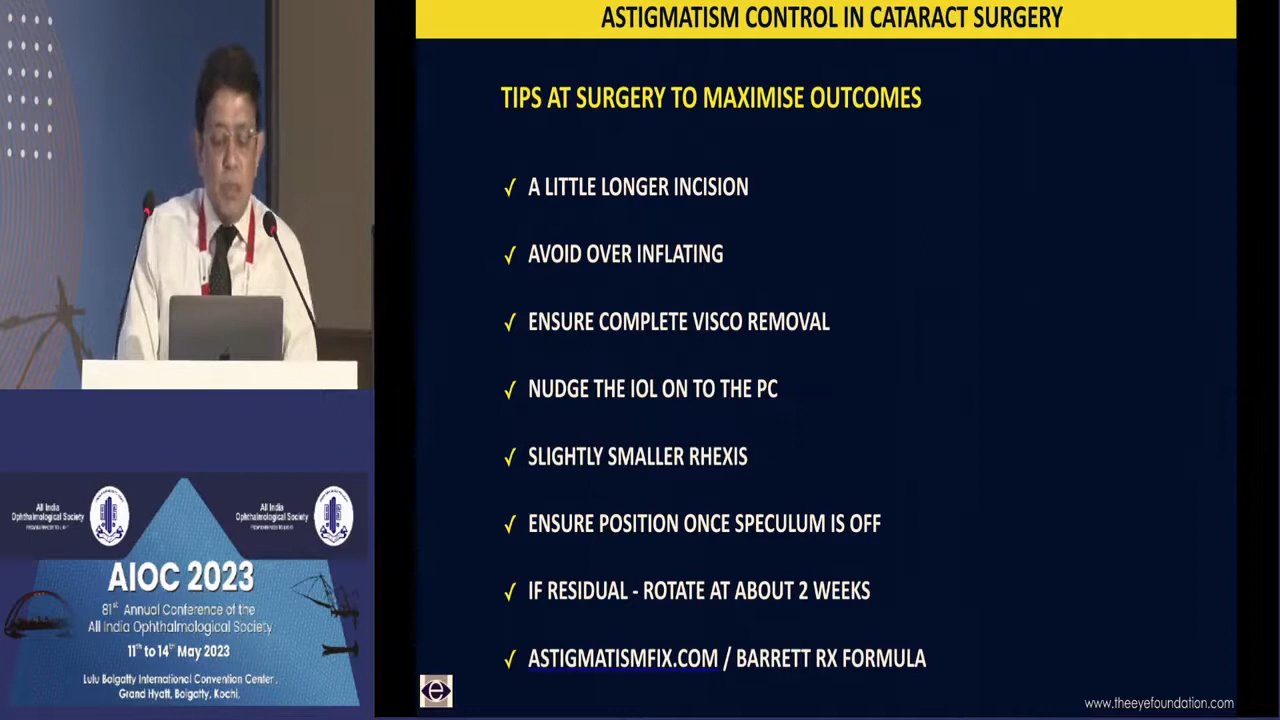 ASTIGMATISM CONTROL IN CATARACT SURGERY
TIPS AT SURGERY TO MAXIMISE OUTCOMES
✓ A LITTLE LONGER INCISION
✓ AVOID OVER INFLATING
✓ ENSURE COMPLETE VISCO REMOVAL
✓ NUDGE THE IOL ON TO THE PC
✓ SLIGHTLY SMALLER RHEXIS
✓ ENSURE POSITION ONCE SPECULUM IS OFF
✓ IF RESIDUAL - ROTATE AT ABOUT 2 WEEKS
✓ ASTIGMATISMFIX.COM / BARRETT RX FORMULA
e
www.theeyefoundation.com
All India
Ophthalmological Society
All India
Ophthalmological Society
AIOC 2023
81st Annual Conference of the
All India Ophthalmological Society
11th to 14th May 2023
Lulu Bolgatty International Convention Center,
Grand Hyatt, Bolgatty, Kochi,